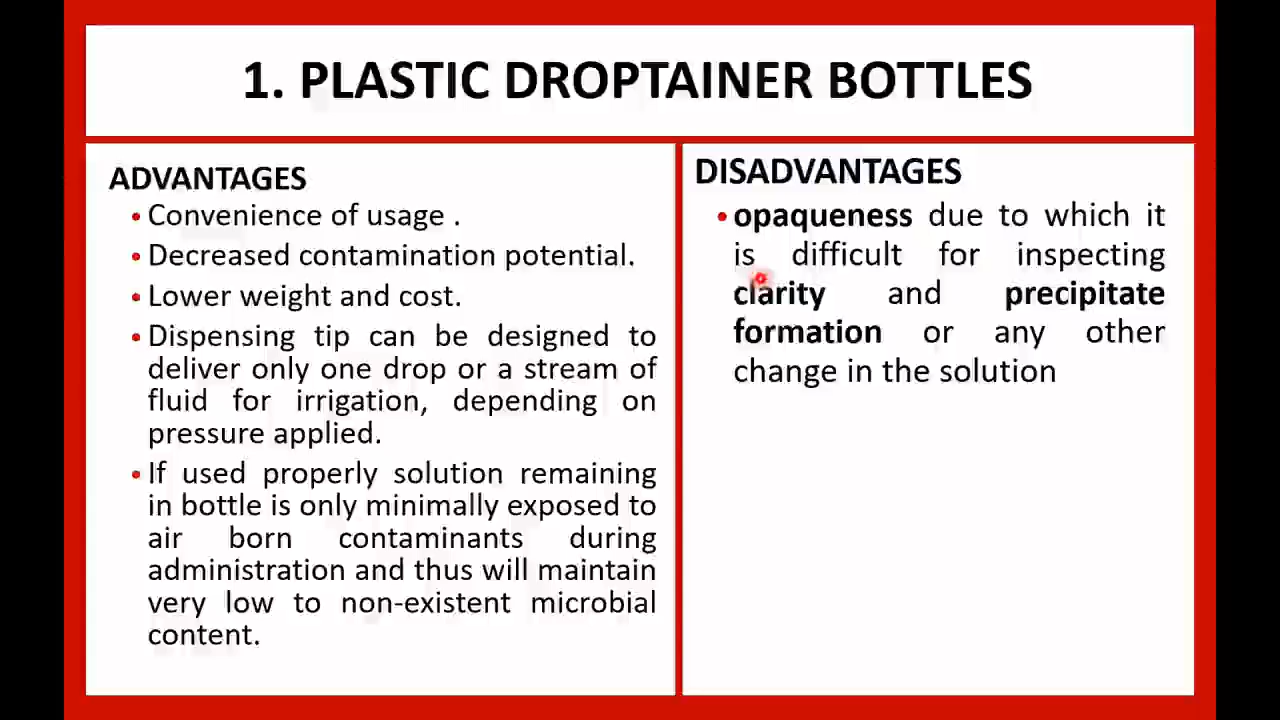 1. PLASTIC DROPTAINER BOTTLES
ADVANTAGES
• Convenience of usage .
• Decreased contamination potential.
• Lower weight and cost.
• Dispensing tip can be designed to
deliver only one drop or a stream of
fluid for irrigation, depending on
pressure applied.
• If used properly solution remaining
in bottle is only minimally exposed to
air born contaminants during
administration and thus will maintain
very low to non-existent microbial
content.
DISADVANTAGES
• opaqueness due to which it
is difficult for inspecting
clarity and precipitate
formation or any other
change in the solution